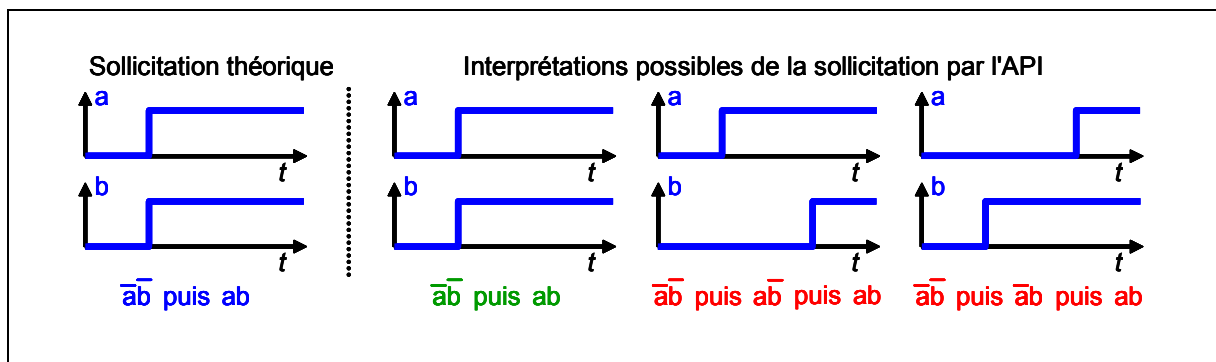 Sollicitation théorique
Interprétations possibles de la sollicitation par l'API
a
a
a
a
t
t
t
t
b
b
b
b
t
t
t
t
a̅b̅ puis ab
a̅b̅ puis ab
a̅b̅ puis ab̅ puis ab
a̅b̅ puis a̅b puis ab